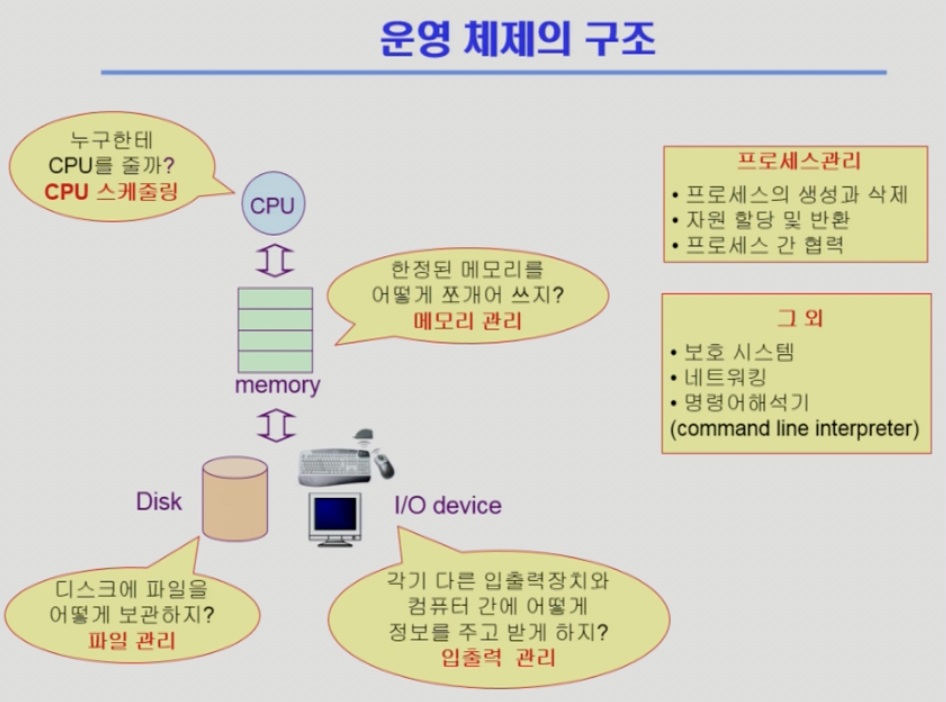 운영 체제의 구조
누구한테
CPU를 줄까?
CPU 스케줄링
CPU
한정된 메모리를
어떻게 쪼개어 쓰지?
메모리 관리
memory
Disk
I/O device
디스크에 파일을
어떻게 보관하지?
파일 관리
각기 다른 입출력장치와
컴퓨터 간에 어떻게
정보를 주고 받게 하지?
입출력 관리
프로세스관리
• 프로세스의 생성과 삭제
• 자원 할당 및 반환
• 프로세스 간 협력
그 외
• 보호 시스템
• 네트워킹
• 명령어해석기
(command line interpreter)